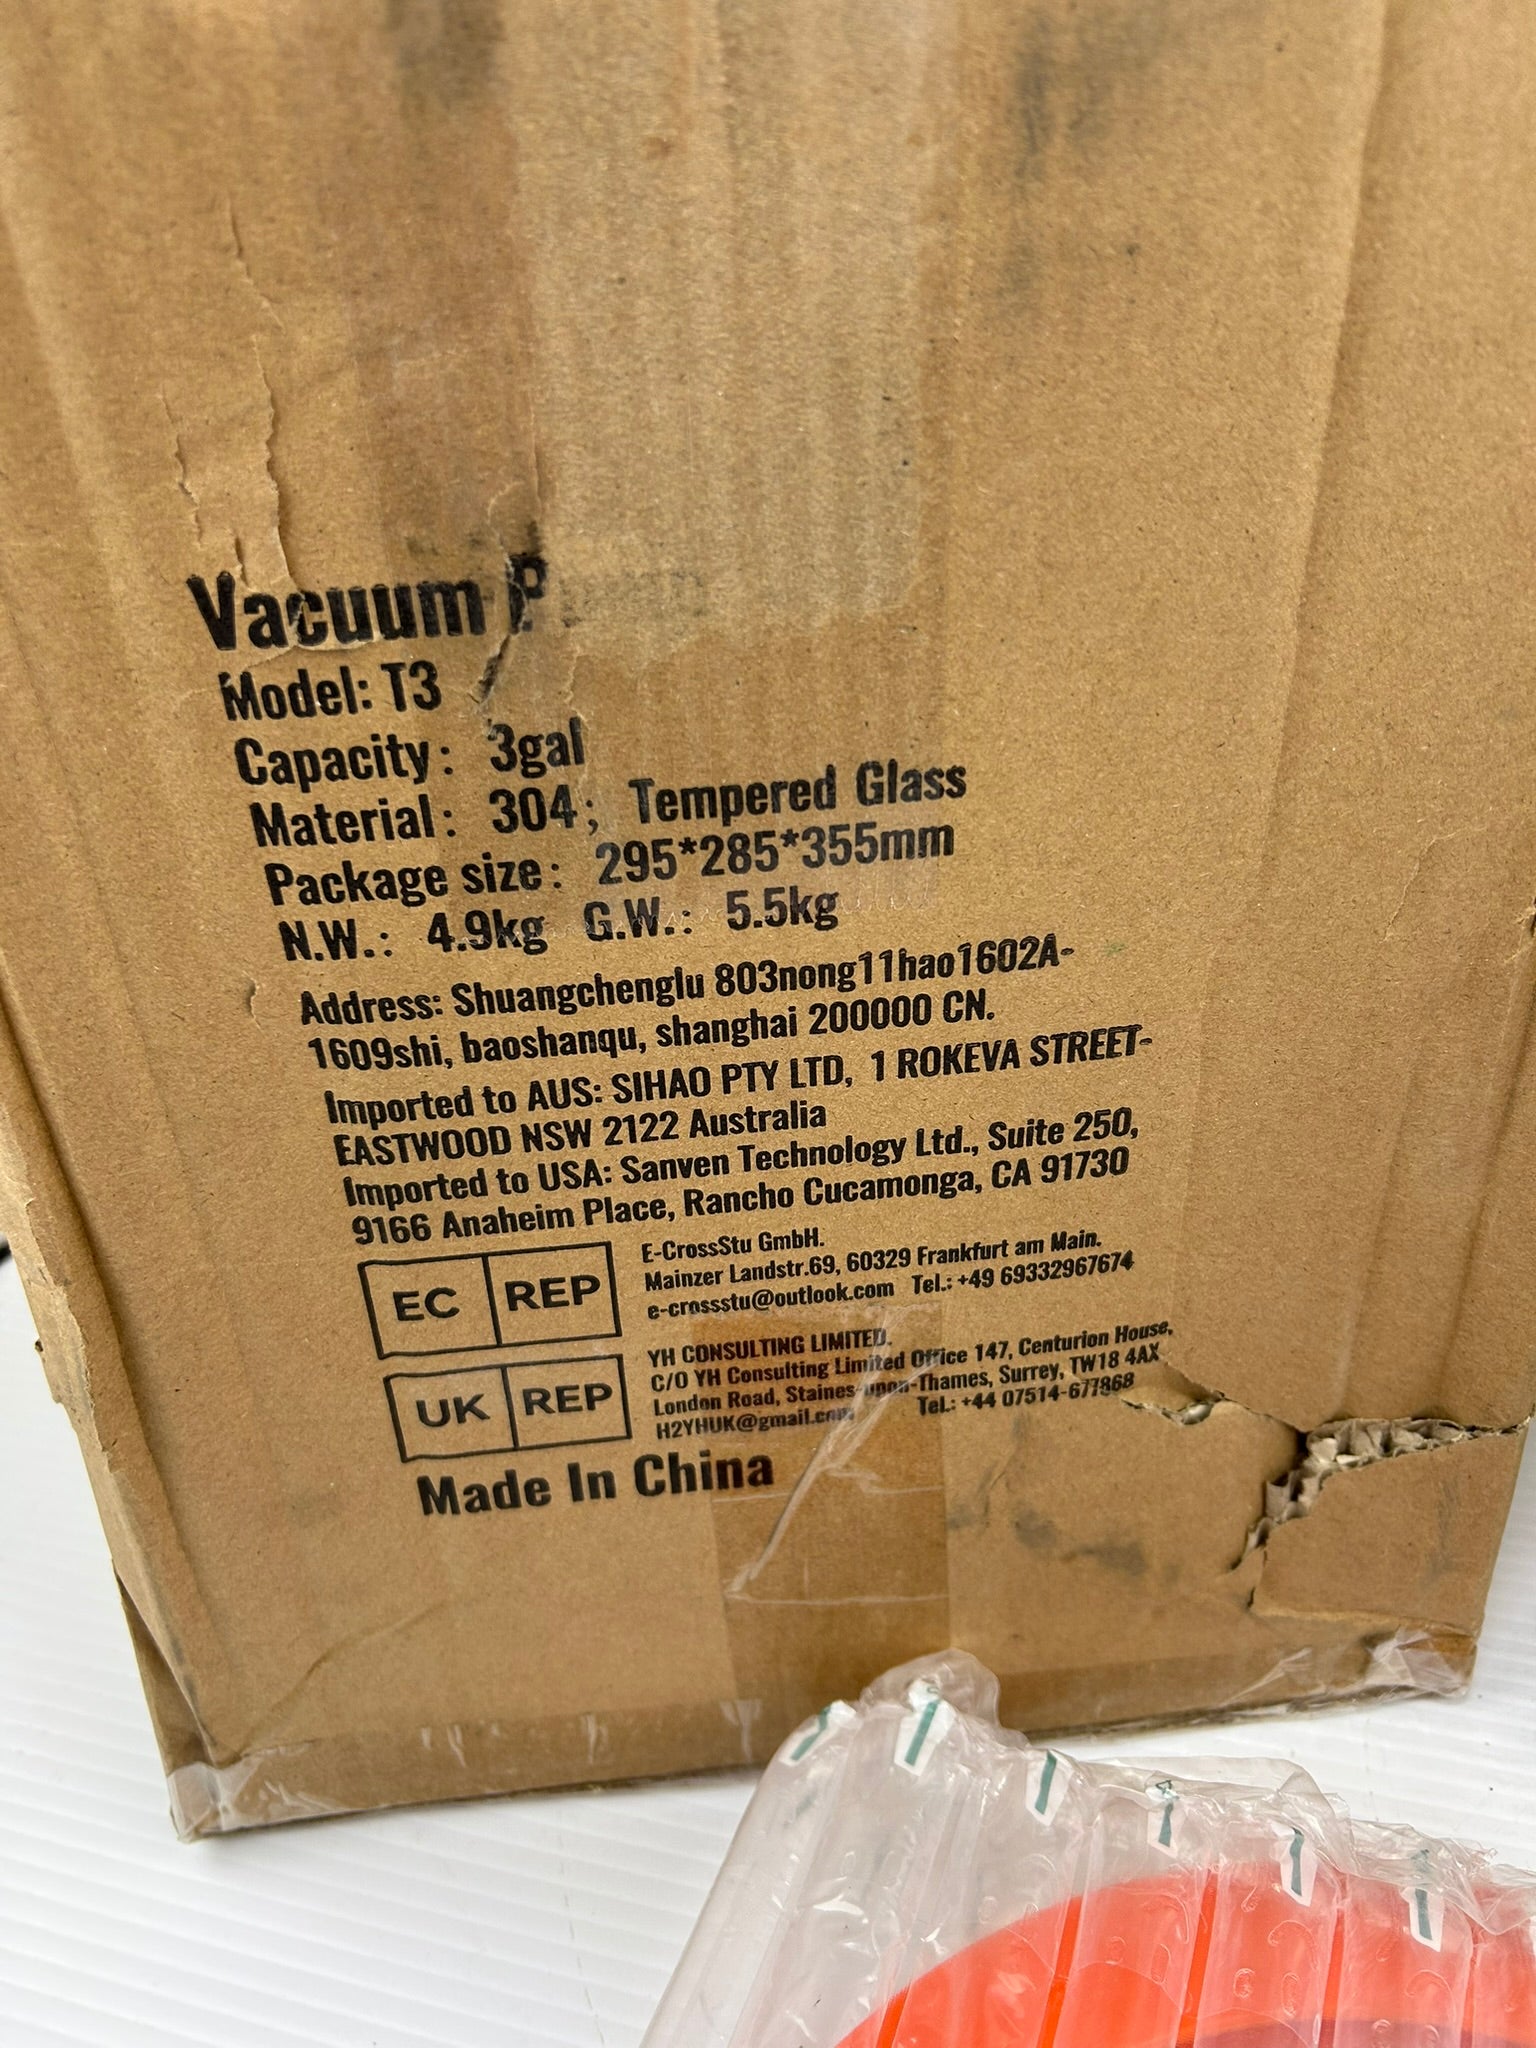 Vacuum P
Model: T3
Capacity: 3gal
Material: 304; Tempered Glass
Package size: 295*285*355mm
N.W.: 4.9kg G.W.: 5.5kg
Address: Shuangchenglu 803nong11hao1602A-
1609shi, baoshanqu, shanghai 200000 CN.
Imported to AUS: SIHAO PTY LTD, 1 ROKEVA STREET-
EASTWOOD NSW 2122 Australia
Imported to USA: Sanven Technology Ltd., Suite 250,
9166 Anaheim Place, Rancho Cucamonga, CA 91730
EC REP
E-CrossStu GmbH.
Mainzer Landstr.69, 60329 Frankfurt am Main.
e-crossstu@outlook.com Tel.: +49 69332967674
UK REP
YH CONSULTING LIMITED.
C/O YH Consulting Limited Office 147, Centurion House,
London Road, Staines-upon-Thames, Surrey, TW18 4AX
H2YHUK@gmail.com Tel.: +44 07514-677868
Made In China